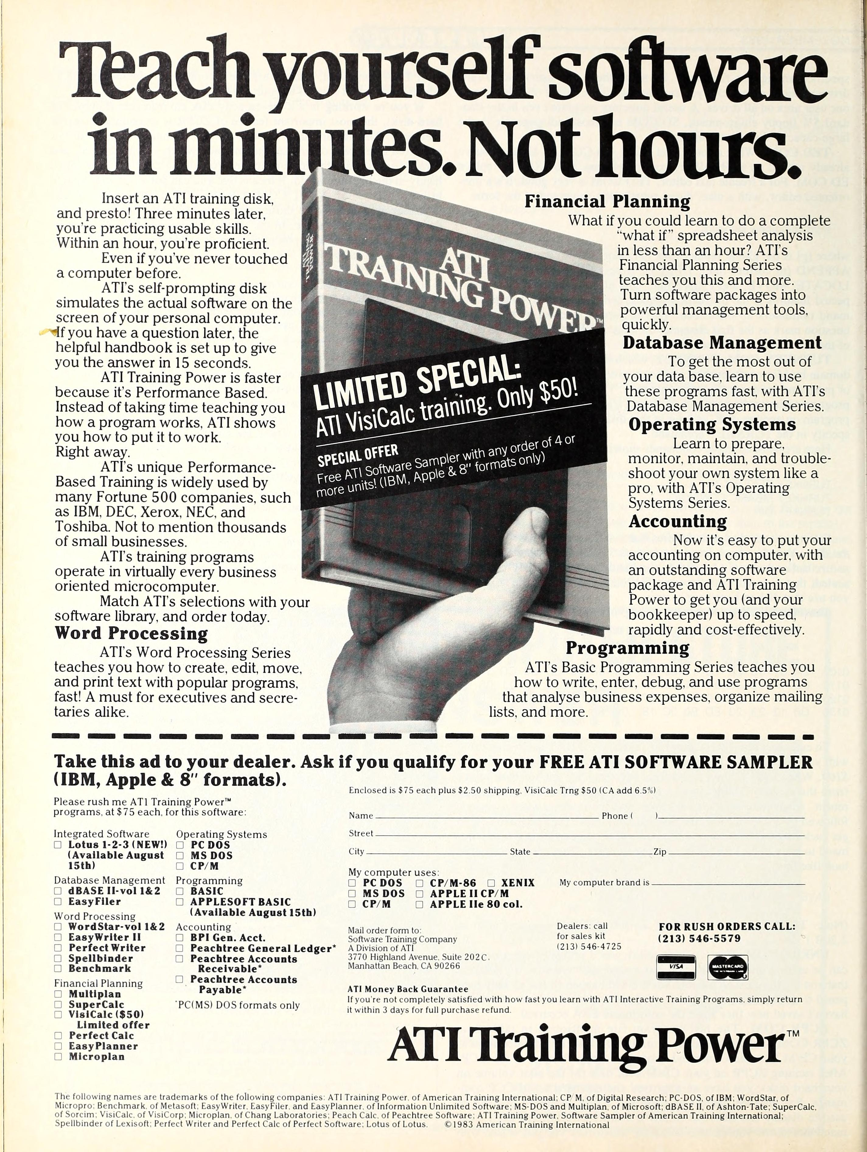 Teach yourself software
in minutes. Not hours.
Insert an ATI training disk,
and presto! Three minutes later,
you're practicing usable skills.
Within an hour, you're proficient.
Even if you've never touched
a computer before.
ATI's self-prompting disk
simulates the actual software on the
screen of your personal computer.
If you have a question later, the
helpful handbook is set up to give
you the answer in 15 seconds.
ATI Training Power is faster
because it's Performance Based.
Instead of taking time teaching you
how a program works, ATI shows
you how to put it to work.
Right away.
ATI's unique Performance-
Based Training is widely used by
many Fortune 500 companies, such
as IBM, DEC, Xerox, NEC, and
Toshiba. Not to mention thousands
of small businesses.
ATI's training programs
operate in virtually every business
oriented microcomputer.
Match ATI's selections with your
software library, and order today.
Word Processing
ATI's Word Processing Series
teaches you how to create, edit, move,
and print text with popular programs,
fast! A must for executives and secre-
taries alike.
ATI
TRAINING
POWER
ATI
TRAINING POWER™
LIMITED SPECIAL:
ATI VisiCalc training. Only $50!
SPECIAL OFFER
Free ATI Software Sampler with any order of 4 or
more units! (IBM, Apple & 8" formats only)
Financial Planning
What if you could learn to do a complete
"what if" spreadsheet analysis
in less than an hour? ATI's
Financial Planning Series
teaches you this and more.
Turn software packages into
powerful management tools,
quickly.
Database Management
To get the most out of
your data base, learn to use
these programs fast, with ATI's
Database Management Series.
Operating Systems
Learn to prepare,
monitor, maintain, and trouble-
shoot your own system like a
pro, with ATI's Operating
Systems Series.
Accounting
Now it's easy to put your
accounting on computer, with
an outstanding software
package and ATI Training
Power to get you (and your
bookkeeper) up to speed,
rapidly and cost-effectively.
Programming
ATI's Basic Programming Series teaches you
how to write, enter, debug, and use programs
that analyse business expenses, organize mailing
lists, and more.
Take this ad to your dealer. Ask if you qualify for your FREE ATI SOFTWARE SAMPLER
(IBM, Apple & 8" formats).
Please rush me ATI Training Power™
programs, at $75 each, for this software:
Integrated Software
Lotus 1-2-3 (NEW!)
(Available August
15th)
Database Management
dBASE II-vol 1&2
EasyFiler
Word Processing
WordStar-vol 1&2
EasyWriter II
Perfect Writer
Spellbinder
Benchmark
Financial Planning
Multiplan
SuperCalc
VisiCalc ($50)
Limited offer
Perfect Calc
EasyPlanner
Microplan
Operating Systems
PC DOS
MS DOS
CP/M
Programming
BASIC
APPLESOFT BASIC
(Available August 15th)
Accounting
BPI Gen. Acct.
Peachtree General Ledger*
Peachtree Accounts
Receivable*
Peachtree Accounts
Payable*
*PC(MS) DOS formats only
Enclosed is $75 each plus $2.50 shipping, VisiCalc Trng $50 (CA add 6.5%)
Name Phone ( )
Street
City State Zip
My computer uses:
PC DOS CP/M-86 XENIX My computer brand is
MS DOS APPLE II CP/M
CP/M APPLE IIe 80 col.
Mail order form to:
Software Training Company
A Division of ATI
3770 Highland Avenue, Suite 202C,
Manhattan Beach, CA 90266
Dealers: call
for sales kit
(213) 546-4725
FOR RUSH ORDERS CALL:
(213) 546-5579
VISA
MASTERCARD
ATI Money Back Guarantee
If you're not completely satisfied with how fast you learn with ATI Interactive Training Programs, simply return
it within 3 days for full purchase refund.
ATI Training Power™
The following names are trademarks of the following companies: ATI Training Power, of American Training International; CP/M, of Digital Research; PC-DOS, of IBM; WordStar, of
Micropro; Benchmark, of Metasoft; EasyWriter, EasyFiler, and EasyPlanner, of Information Unlimited Software; MS-DOS and Multiplan, of Microsoft; dBASE II, of Ashton-Tate; SuperCalc,
of Sorcim; VisiCalc, of VisiCorp; Microplan, of Chang Laboratories; Peach Calc, of Peachtree Software; ATI Training Power, Software Sampler of American Training International;
Spellbinder of Lexisoft; Perfect Writer and Perfect Calc of Perfect Software; Lotus of Lotus. ©1983 American Training International